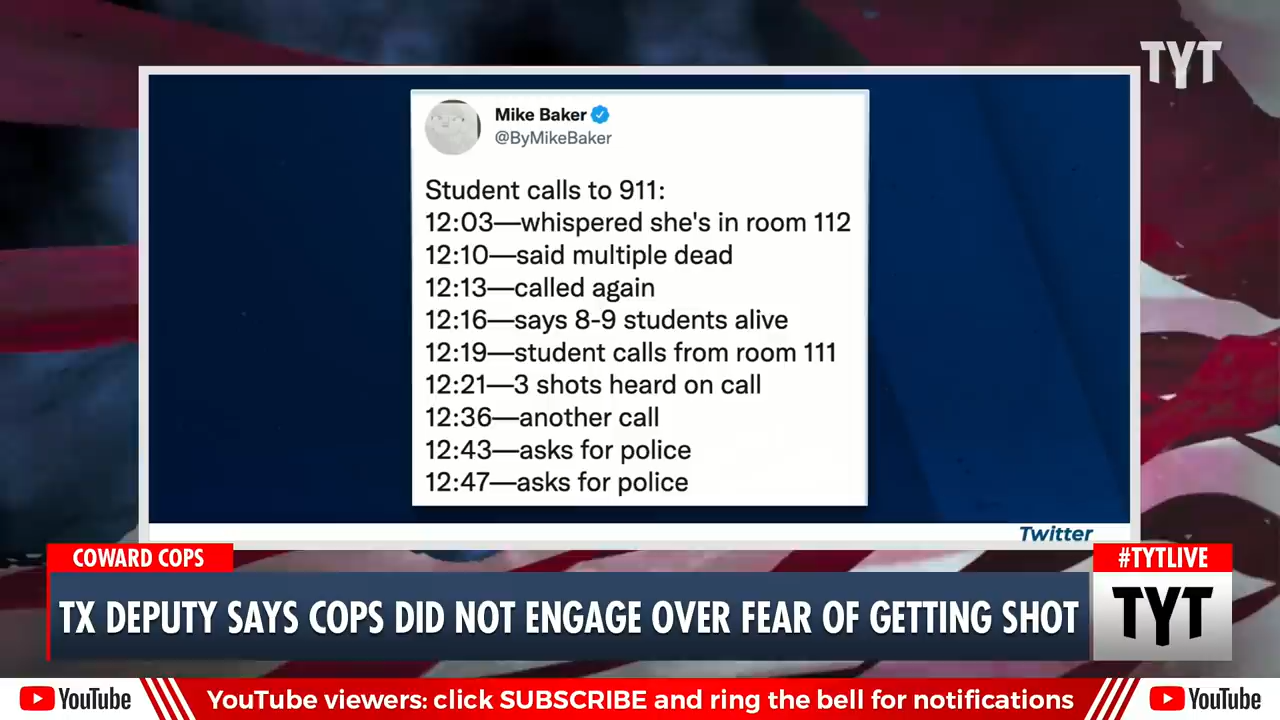 TYT
Mike Baker
@ByMikeBaker
Student calls to 911:
12:03—whispered she's in room 112
12:10—said multiple dead
12:13—called again
12:16—says 8-9 students alive
12:19—student calls from room 111
12:21—3 shots heard on call
12:36—another call
12:43—asks for police
12:47—asks for police
Twitter
COWARD COPS
#TYTLIVE
TX DEPUTY SAYS COPS DID NOT ENGAGE OVER FEAR OF GETTING SHOT
TYT
YouTube
YouTube viewers: click SUBSCRIBE and ring the bell for notifications
YouTube